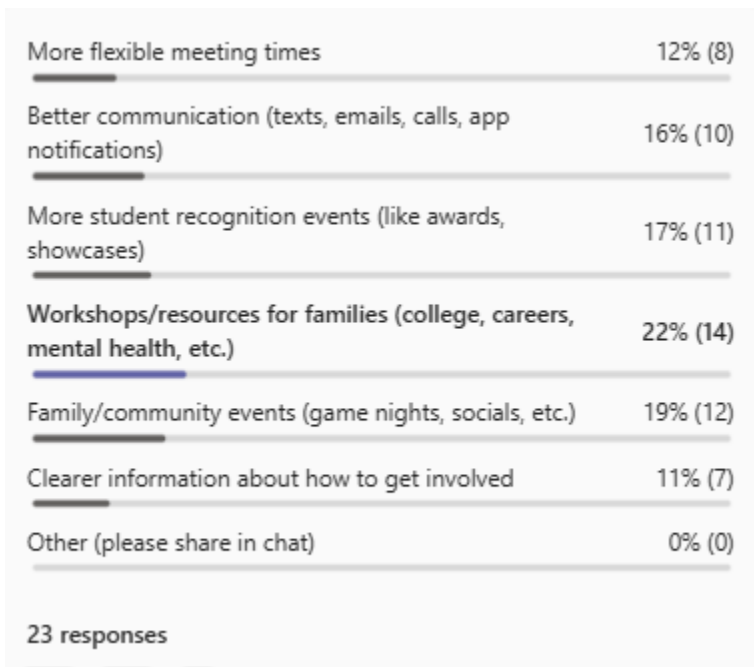 More flexible meeting times 12% (8)
Better communication (texts, emails, calls, app
notifications) 16% (10)
More student recognition events (like awards,
showcases) 17% (11)
Workshops/resources for families (college, careers,
mental health, etc.) 22% (14)
Family/community events (game nights, socials, etc.) 19% (12)
Clearer information about how to get involved 11% (7)
Other (please share in chat) 0% (0)
23 responses